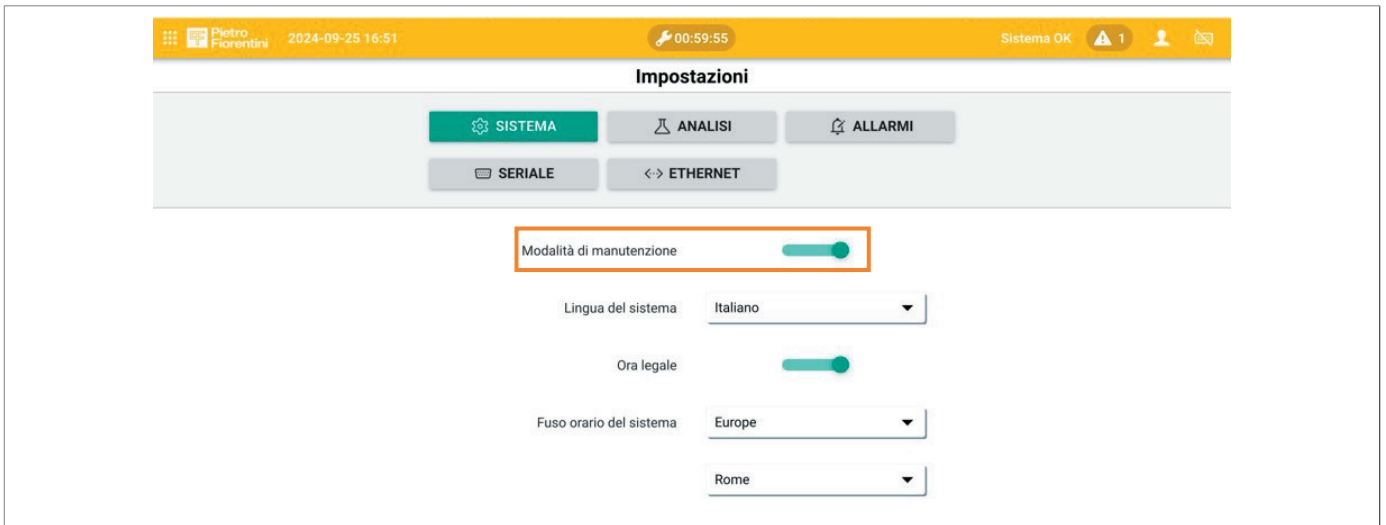 Pietro
Fiorentini
2024-09-25 16:51
00:59:55
Sistema OK
1
Impostazioni
SISTEMA
ANALISI
ALLARMI
SERIALE
ETHERNET
Modalità di manutenzione
Lingua del sistema Italiano
Ora legale
Fuso orario del sistema Europe
Rome